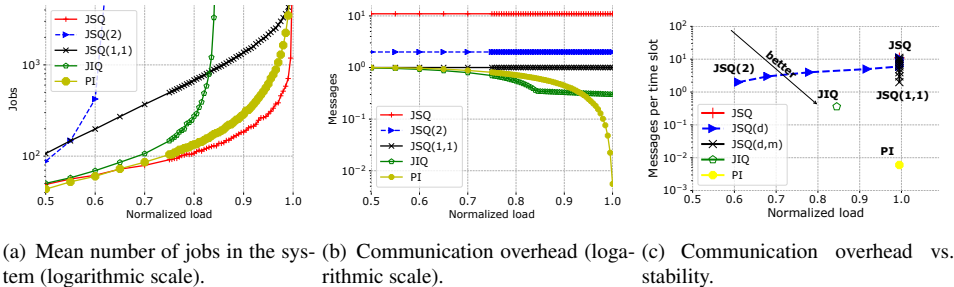 JSQ
JSQ(2)
JSQ(1,1)
JIQ
PI
10³
10²
Jobs
0.5 0.6 0.7 0.8 0.9 1.0
Normalized load
(a) Mean number of jobs in the system (logarithmic scale).
10¹
10⁰
10⁻¹
10⁻²
Messages
JSQ
JSQ(2)
JSQ(1,1)
JIQ
PI
0.5 0.6 0.7 0.8 0.9 1.0
Normalized load
(b) Communication overhead (logarithmic scale).
10²
10¹
10⁰
10⁻¹
10⁻²
10⁻³
Messages per time slot
better
JSQ
JSQ(2)
JIQ
JSQ(1,1)
PI
JSQ
JSQ(d)
JSQ(d,m)
JIQ
PI
0.5 0.6 0.7 0.8 0.9 1.0
Normalized load
(c) Communication overhead vs. stability.